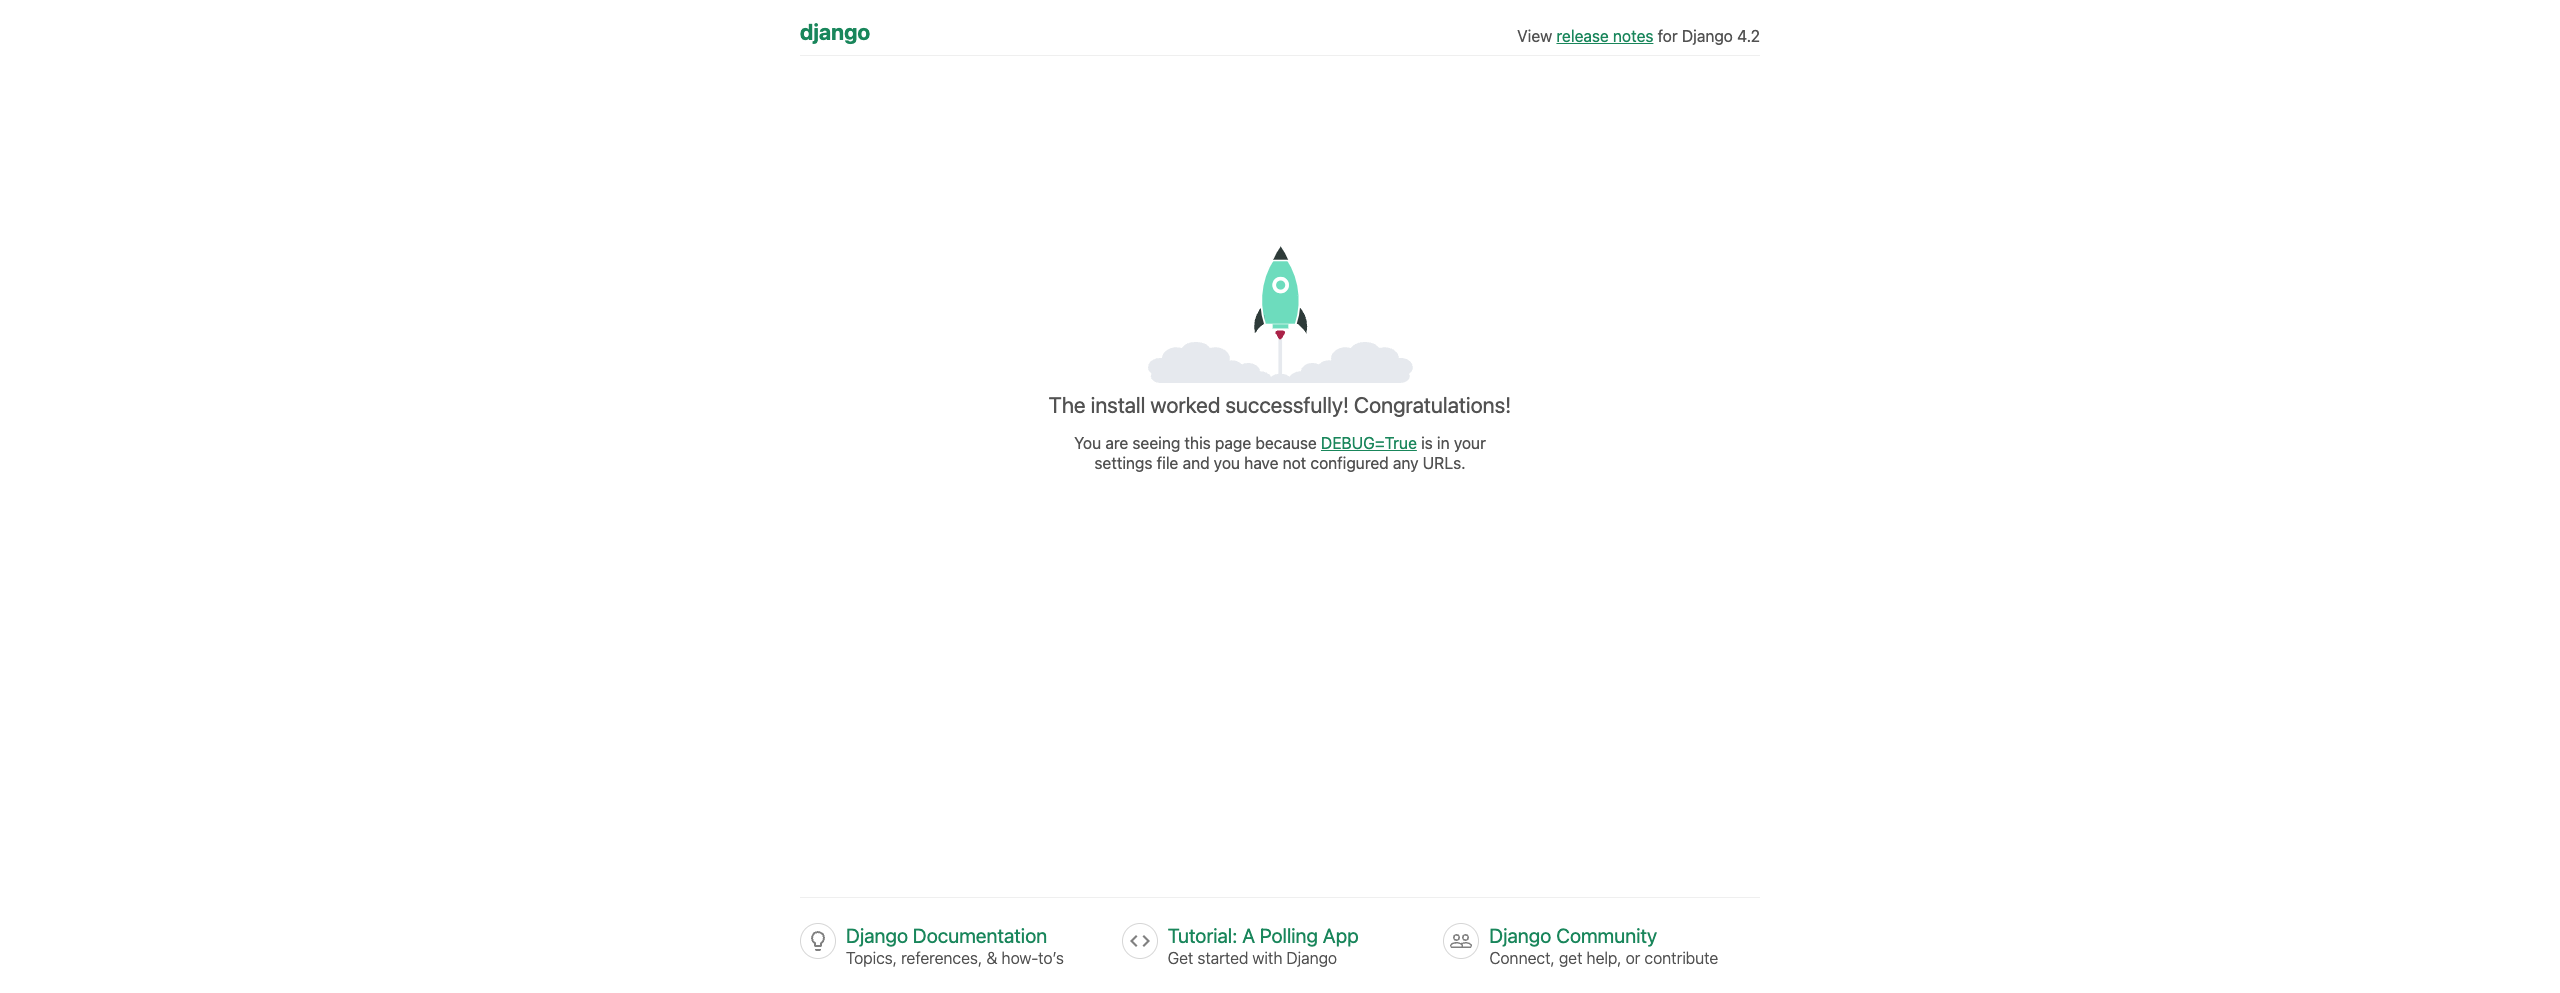 django
View release notes for Django 4.2
The install worked successfully! Congratulations!
You are seeing this page because DEBUG=True is in your
settings file and you have not configured any URLs.
Django Documentation
Topics, references, & how-to’s
Tutorial: A Polling App
Get started with Django
Django Community
Connect, get help, or contribute